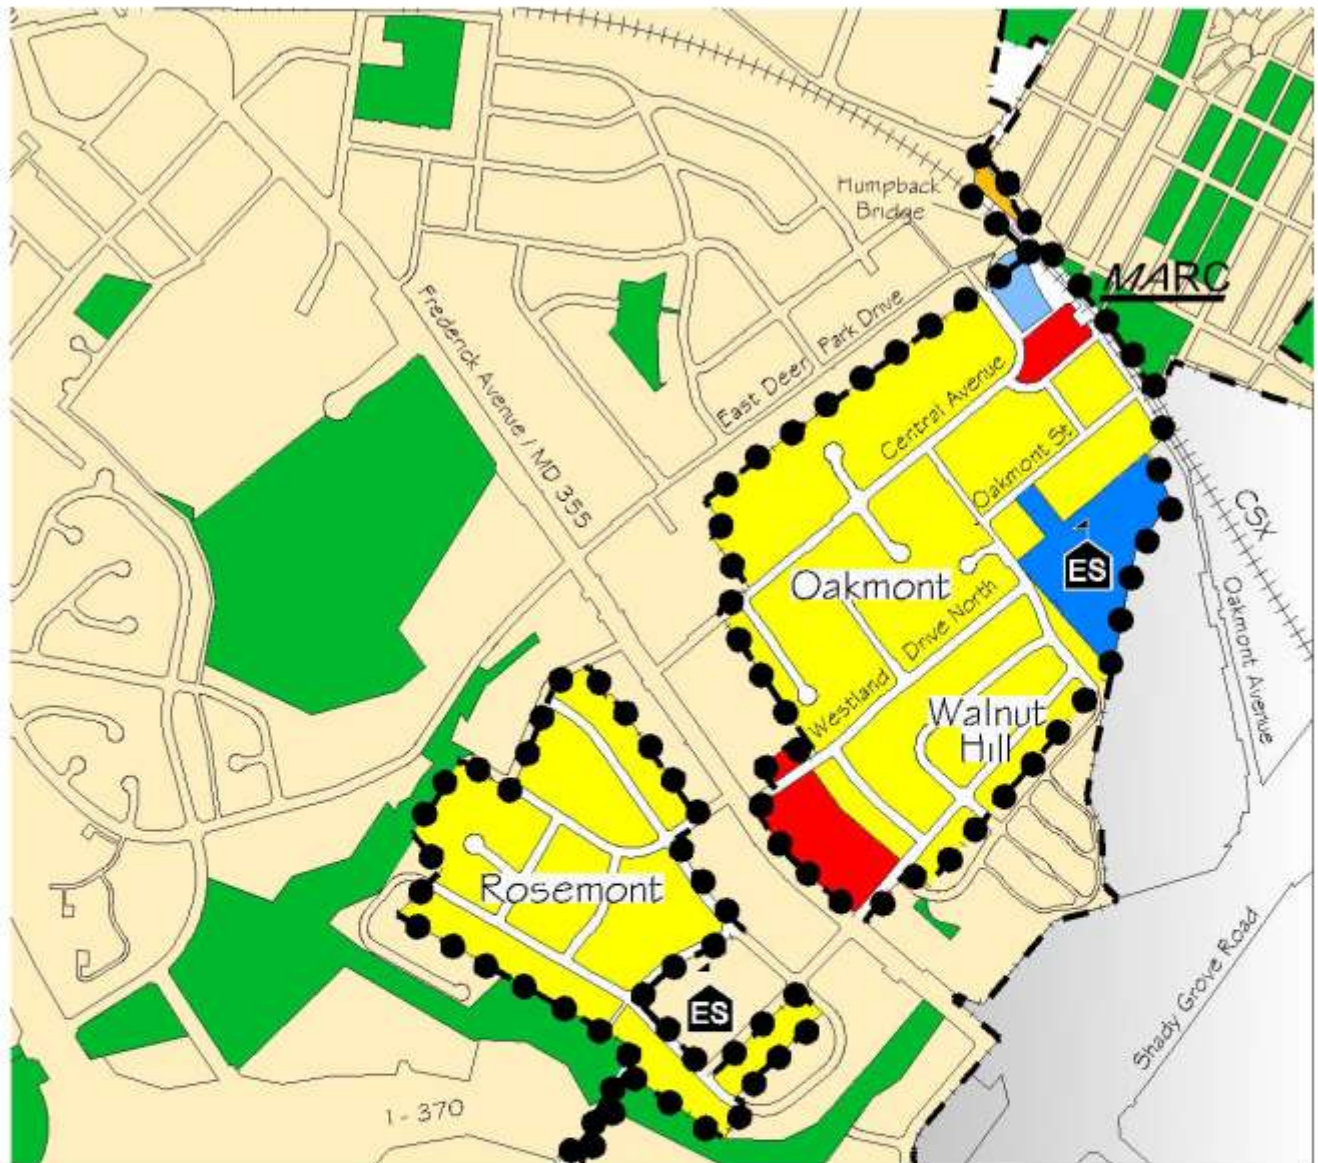 Humpback
Bridge
MARC
Frederick Avenue / MD 355
East Deer Park Drive
Central Avenue
Oakmont St
CSX
ES
Oakmont
Drive North
Westland
Oakmont Avenue
Walnut
Hill
Rosemont
ES
Shady Grove Road
I-370